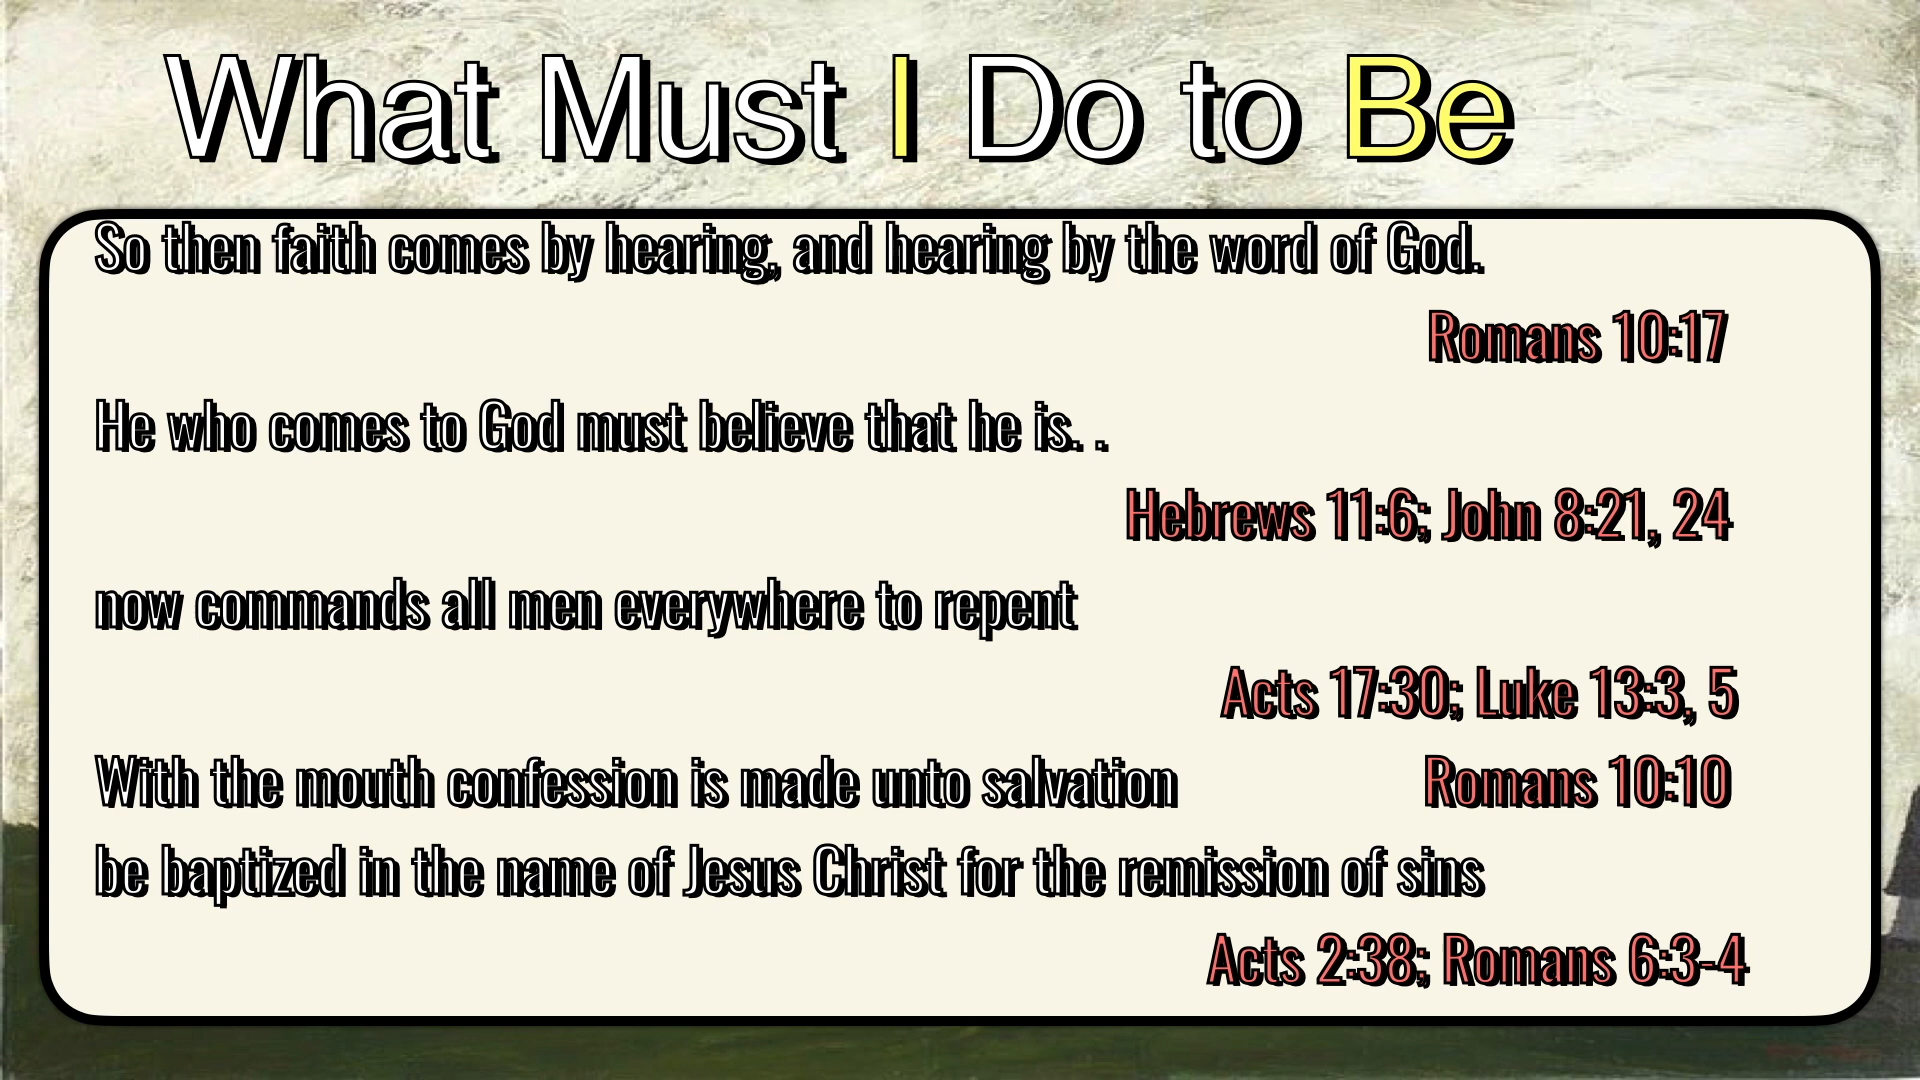 What Must I Do to Be
So then faith comes by hearing, and hearing by the word of God.
Romans 10:17
He who comes to God must believe that he is. .
Hebrews 11:6; John 8:21, 24
now commands all men everywhere to repent
Acts 17:30; Luke 13:3, 5
With the mouth confession is made unto salvation Romans 10:10
be baptized in the name of Jesus Christ for the remission of sins
Acts 2:38; Romans 6:3-4